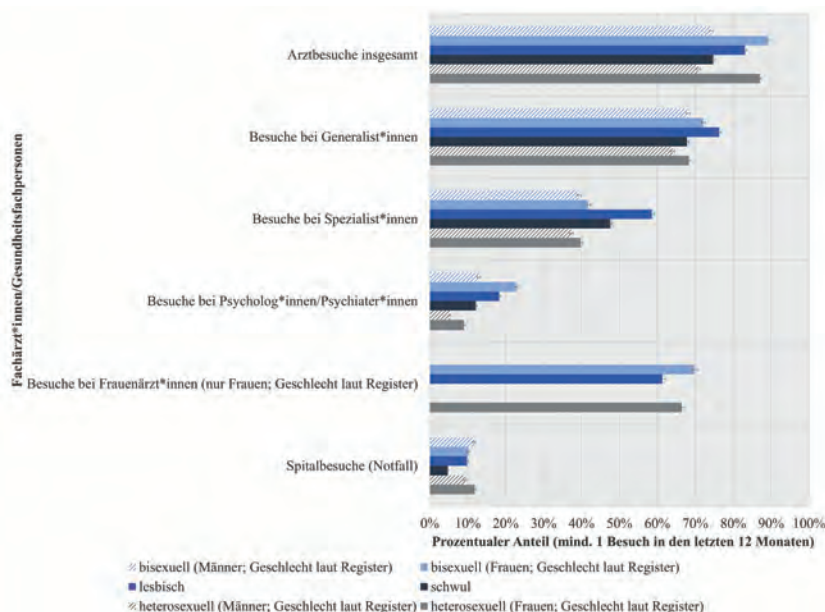 Fachärzt*innen/Gesundheitsfachpersonen
Arztbesuche insgesamt
Besuche bei Generalist*innen
Besuche bei Spezialist*innen
Besuche bei Psycholog*innen/Psychiater*innen
Besuche bei Frauenärzt*innen (nur Frauen; Geschlecht laut Register)
Spitalbesuche (Notfall)
0% 10% 20% 30% 40% 50% 60% 70% 80% 90% 100%
Prozentualer Anteil (mind. 1 Besuch in den letzten 12 Monaten)
bisexuell (Männer; Geschlecht laut Register) bisexuell (Frauen; Geschlecht laut Register)
lesbisch schwul
heterosexuell (Männer; Geschlecht laut Register) heterosexuell (Frauen; Geschlecht laut Register)